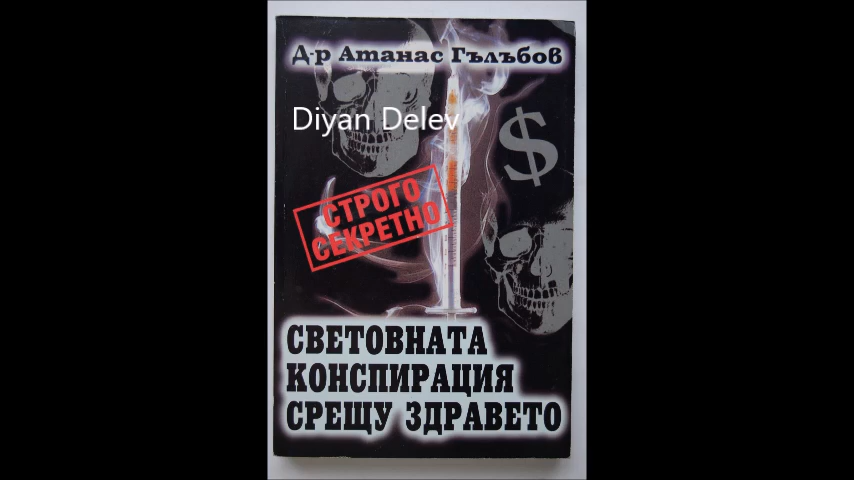 Д-р Атанас Гълъбов
Diyan Delev
$
СТРОГО
СЕКРЕТНО
СВЕТОВНАТА
КОНСПИРАЦИЯ
СРЕЩУ ЗДРАВЕТО